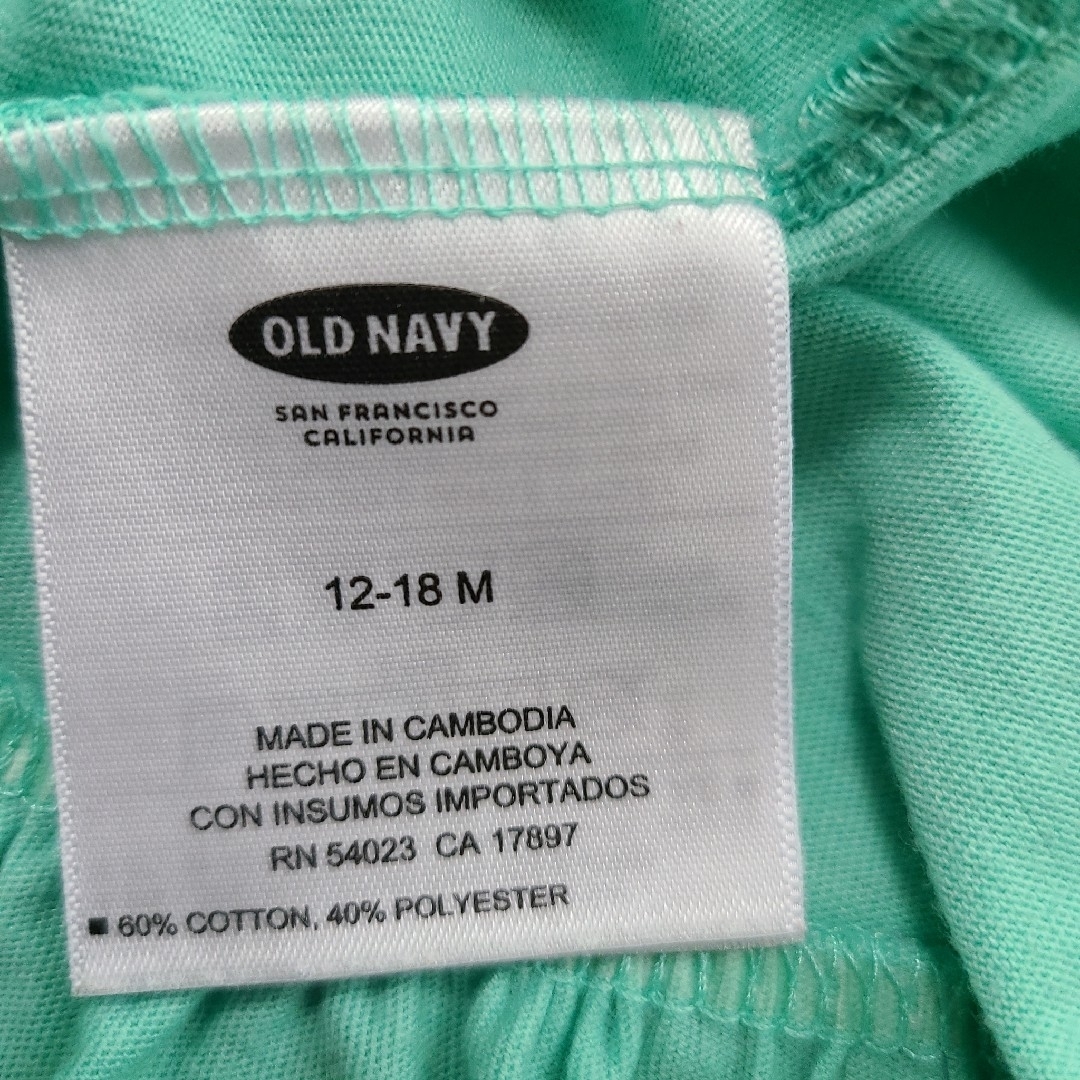 OLD NAVY
SAN FRANCISCO
CALIFORNIA
12-18 M
MADE IN CAMBODIA
HECHO EN CAMBOYA
CON INSUMOS IMPORTADOS
RN 54023 CA 17897
■ 60% COTTON, 40% POLYESTER